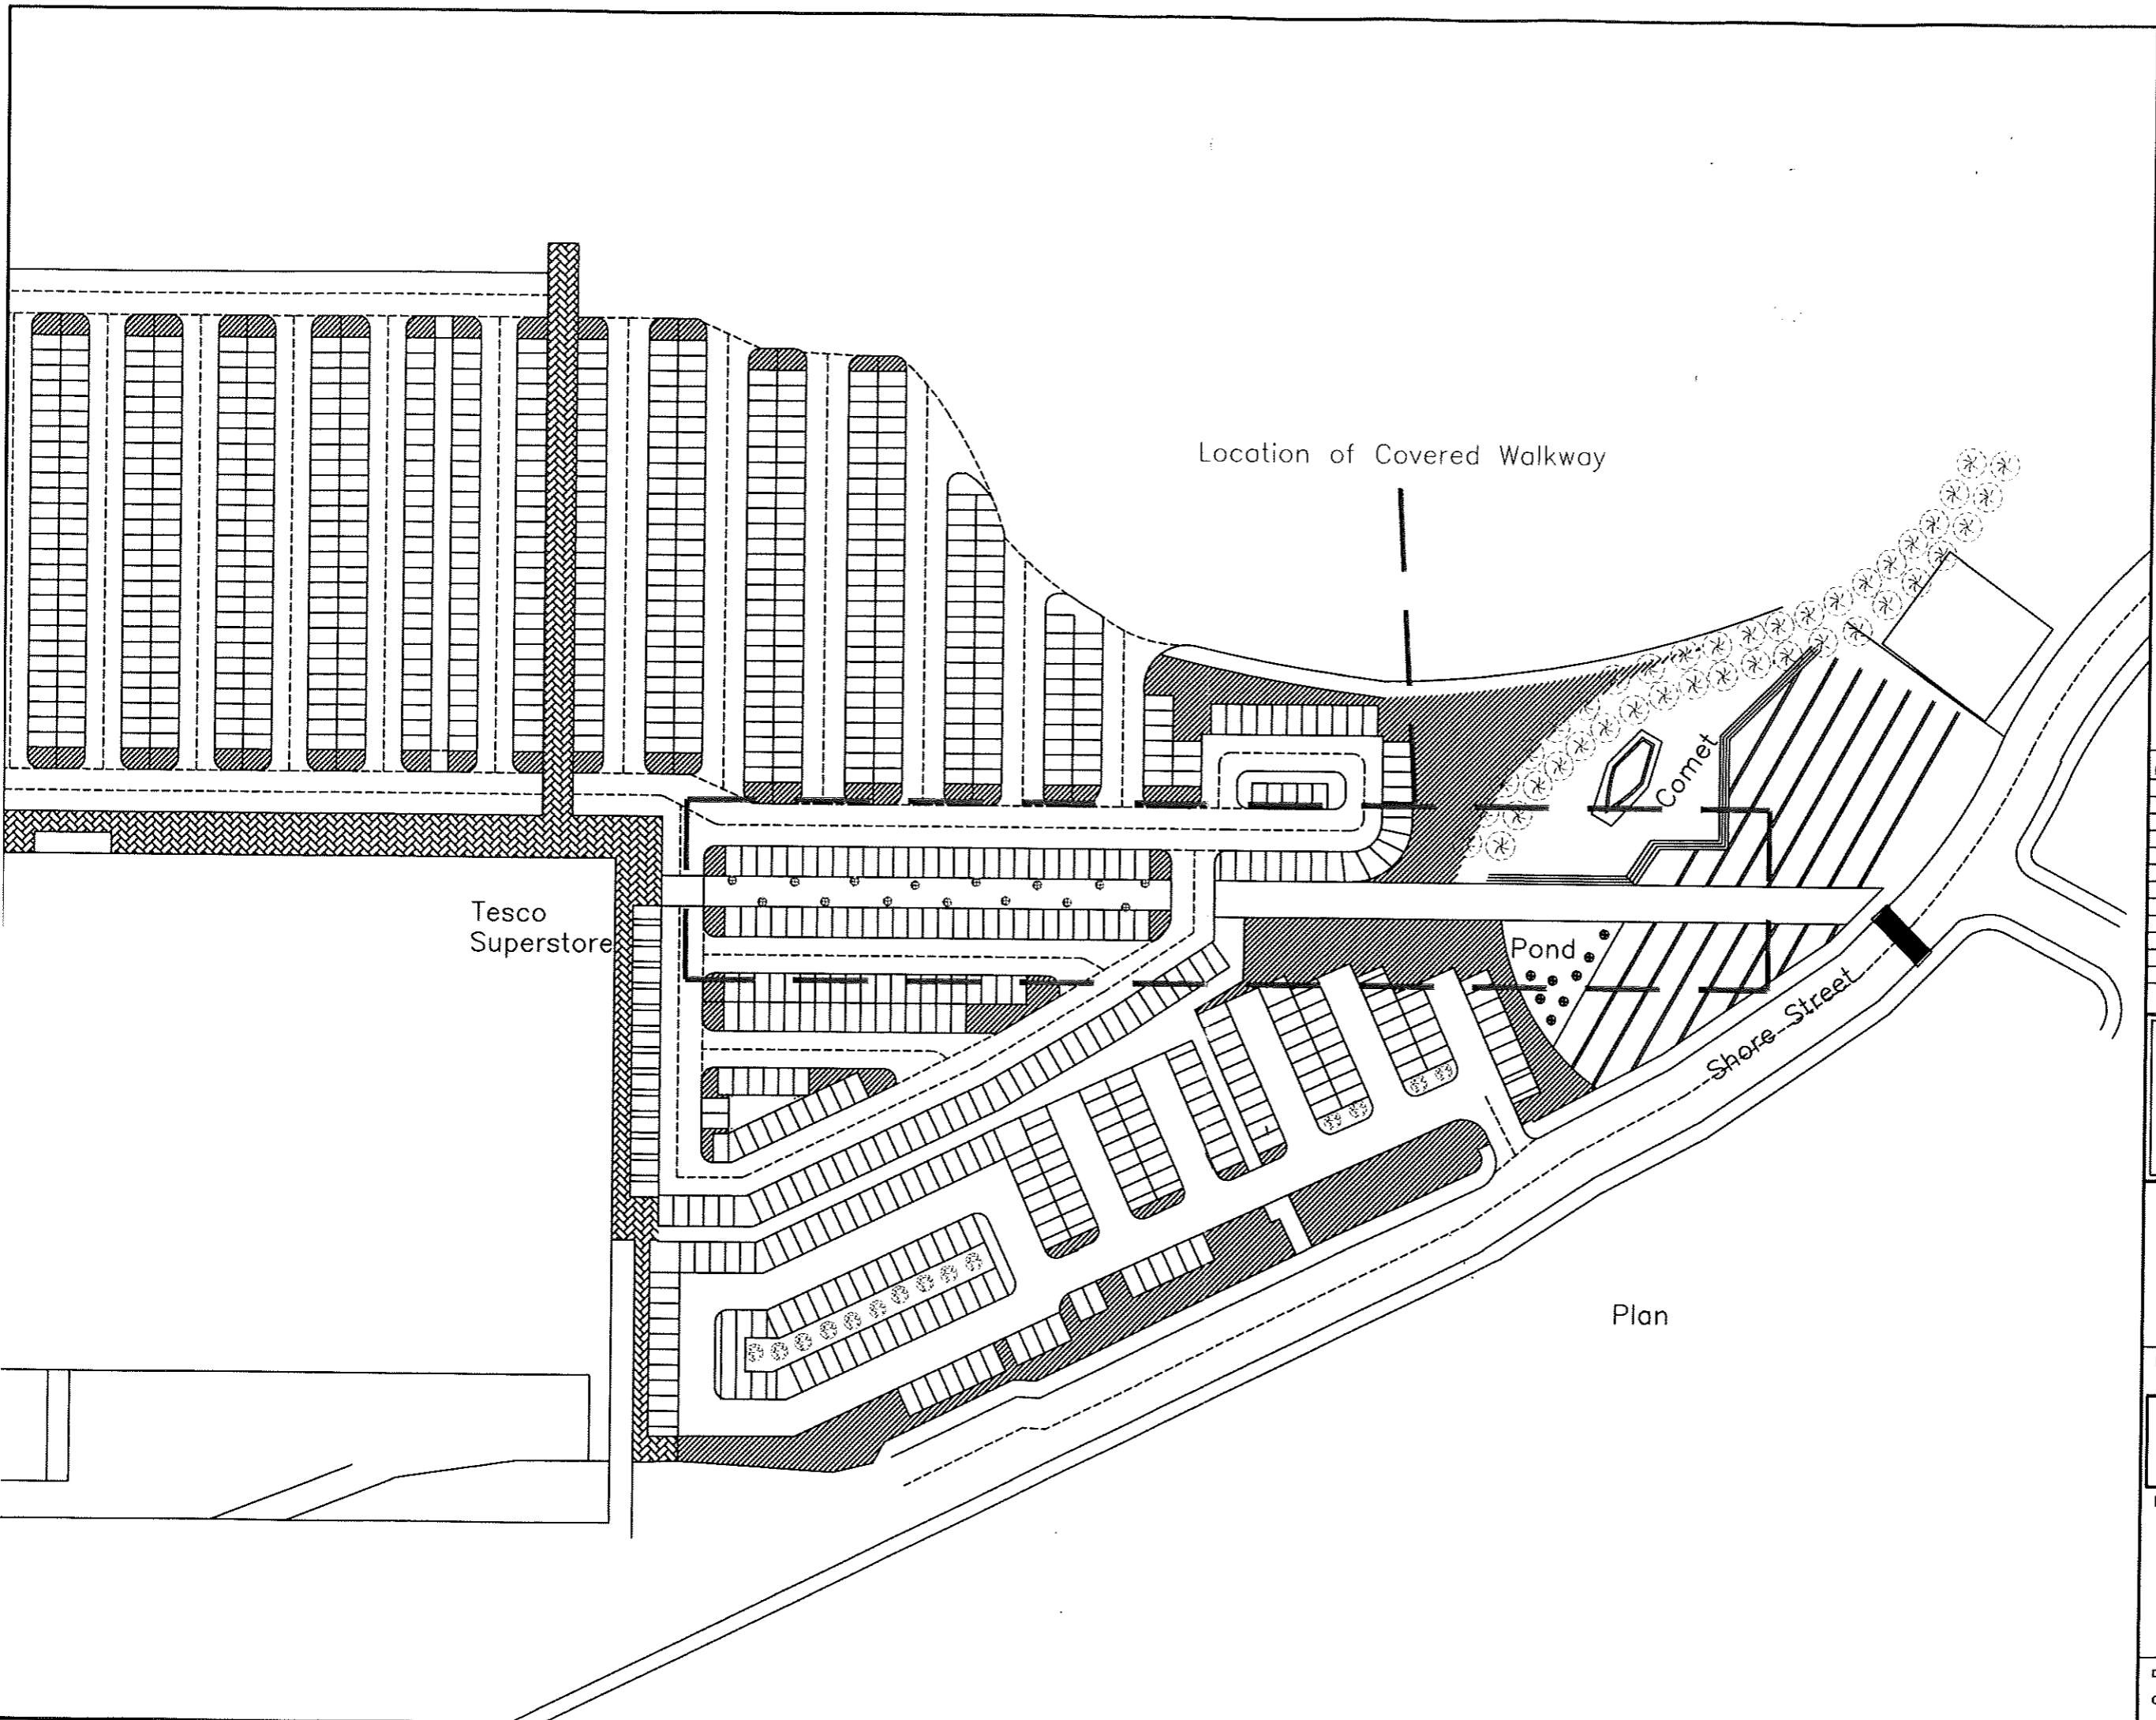 Location of Covered Walkway
Comet
Tesco
Superstore
Pond
Shore Street
Plan